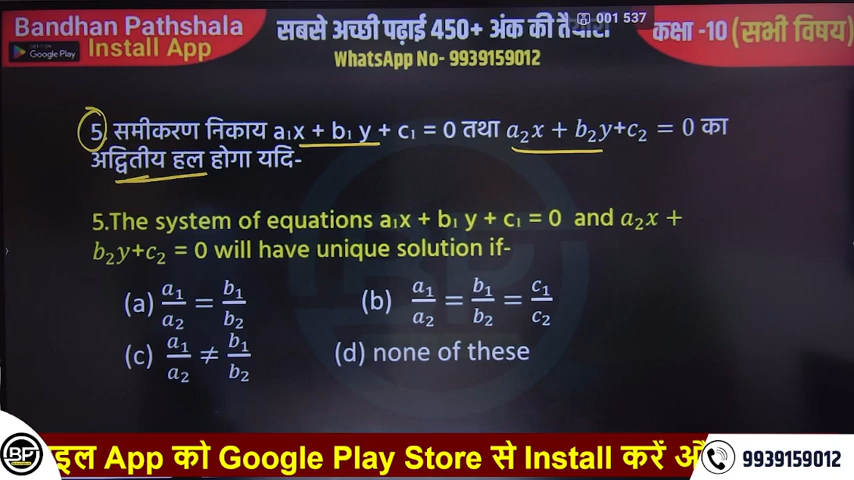 Bandhan Pathshala
GET IT ON
Google Play
Install App
सबसे अच्छी पढ़ाई 450+ अंक की तैयारी
001 537
WhatsApp No- 9939159012
कक्षा -10 (सभी विषय)
5. समीकरण निकाय a₁x + b₁ y + c₁ = 0 तथा a₂x + b₂y+c₂ = 0 का
अद्वितीय हल होगा यदि-
5.The system of equations a₁x + b₁ y + c₁ = 0 and a₂x +
b₂y+c₂ = 0 will have unique solution if-
(a) a₁/a₂ = b₁/b₂ (b) a₁/a₂ = b₁/b₂ = c₁/c₂
(c) a₁/a₂ ≠ b₁/b₂ (d) none of these
App को Google Play Store से Install करें
9939159012